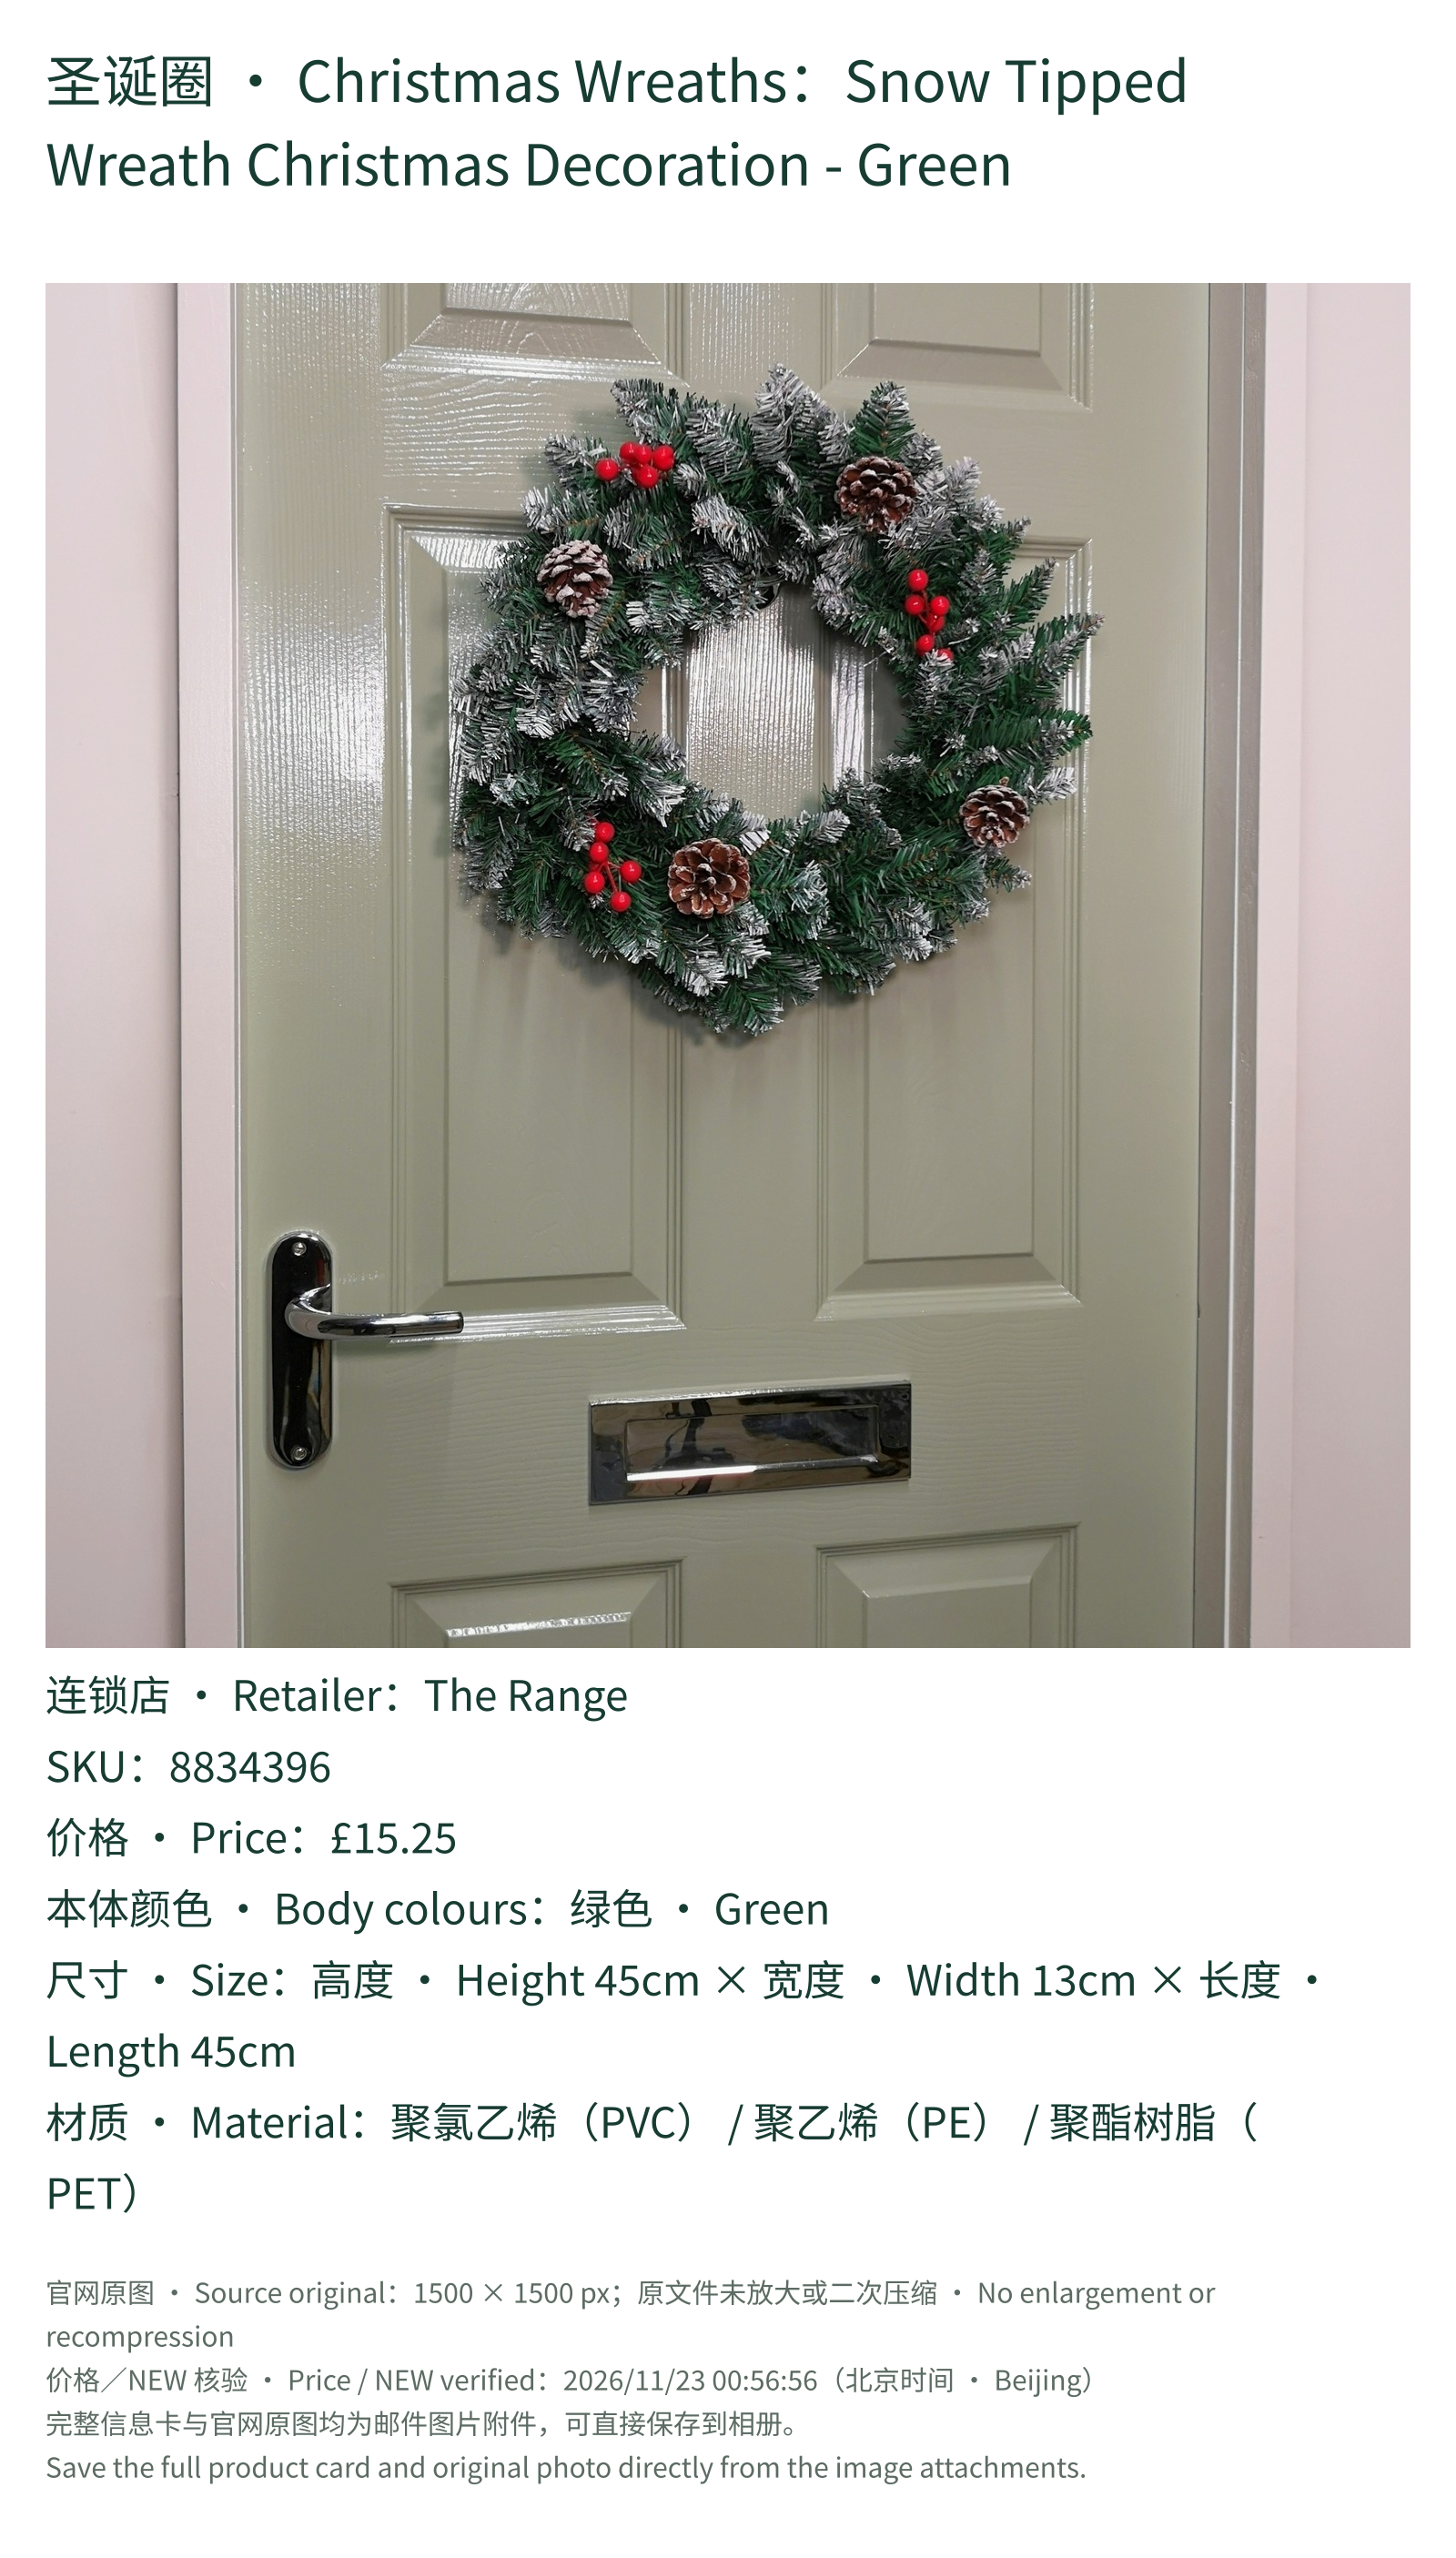 圣诞圈 · Christmas Wreaths：Snow Tipped
Wreath Christmas Decoration - Green
连锁店 · Retailer：The Range
SKU：8834396
价格 · Price：£15.25
本体颜色 · Body colours：绿色 · Green
尺寸 · Size：高度 · Height 45cm × 宽度 · Width 13cm × 长度 ·
Length 45cm
材质 · Material：聚氯乙烯（PVC） / 聚乙烯（PE） / 聚酯树脂（
PET）
官网原图 · Source original：1500 × 1500 px；原文件未放大或二次压缩 · No enlargement or
recompression
价格／NEW 核验 · Price / NEW verified：2026/11/23 00:56:56（北京时间 · Beijing）
完整信息卡与官网原图均为邮件图片附件，可直接保存到相册。
Save the full product card and original photo directly from the image attachments.